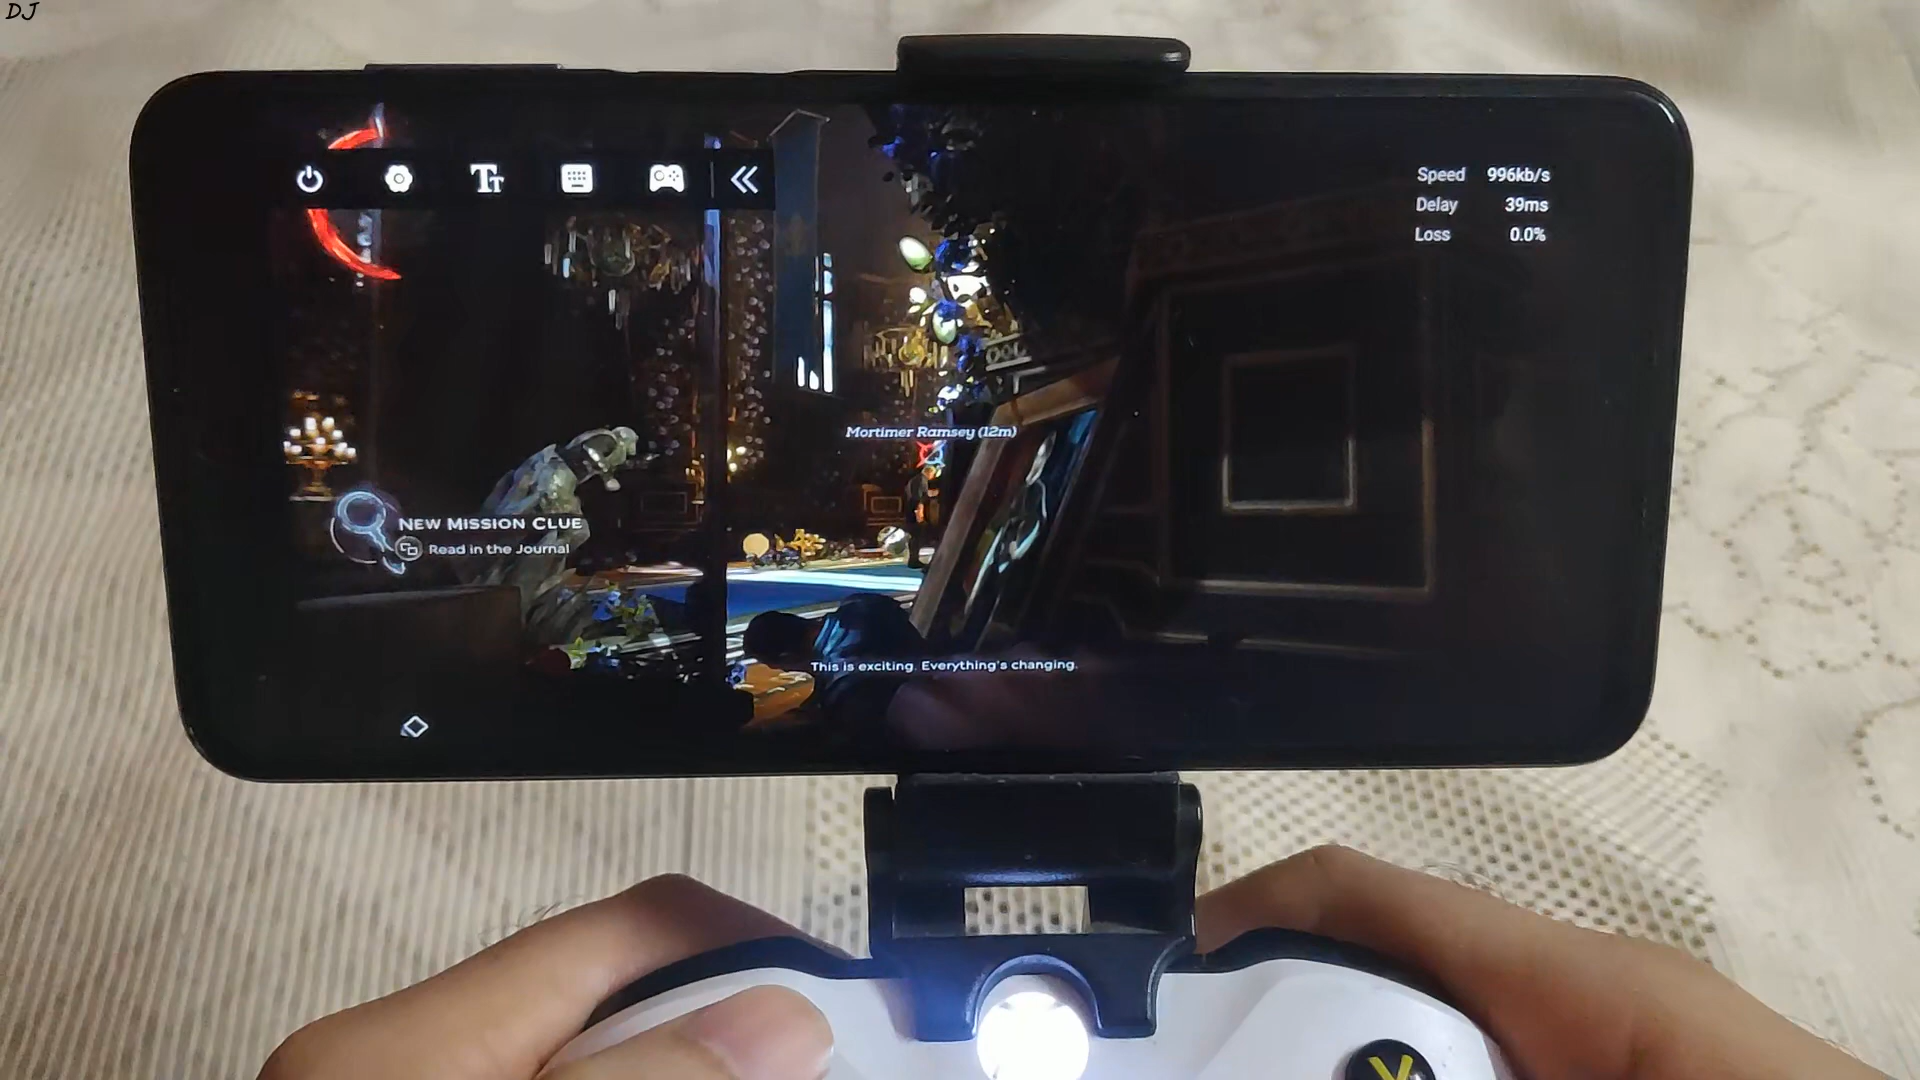 DJ
TT
Speed 996kb/s
Delay 39ms
Loss 0.0%
Mortimer Ramsey (12m)
NEW MISSION CLUE
Read in the Journal
This is exciting. Everything's changing.
Y